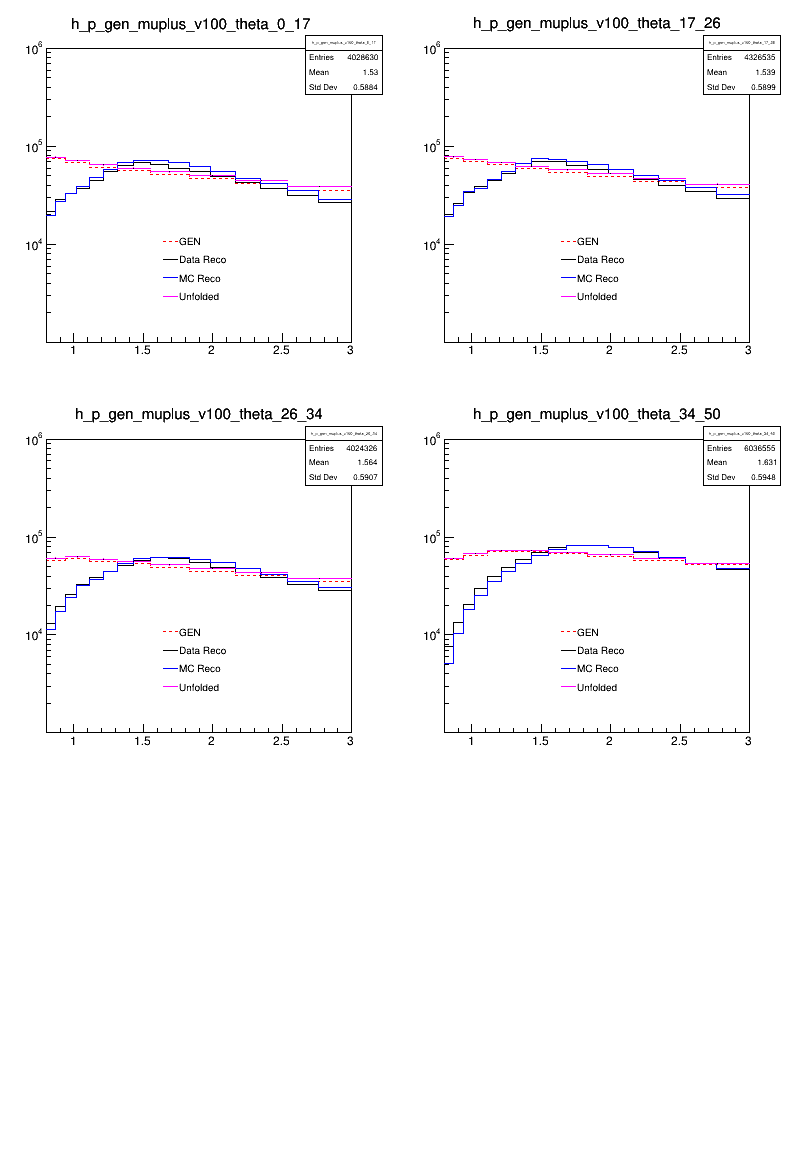 h_p_gen_muplus_v100_theta_0_17
h_p_gen_muplus_v100_theta_0_17
Entries 4028630
Mean 1.53
Std Dev 0.5884
10^6
10^5
10^4
GEN
Data Reco
MC Reco
Unfolded
1 1.5 2 2.5 3
h_p_gen_muplus_v100_theta_17_26
h_p_gen_muplus_v100_theta_17_26
Entries 4326535
Mean 1.539
Std Dev 0.5899
10^6
10^5
10^4
GEN
Data Reco
MC Reco
Unfolded
1 1.5 2 2.5 3
h_p_gen_muplus_v100_theta_26_34
h_p_gen_muplus_v100_theta_26_34
Entries 4024326
Mean 1.564
Std Dev 0.5907
10^6
10^5
10^4
GEN
Data Reco
MC Reco
Unfolded
1 1.5 2 2.5 3
h_p_gen_muplus_v100_theta_34_50
h_p_gen_muplus_v100_theta_34_50
Entries 6036555
Mean 1.631
Std Dev 0.5948
10^6
10^5
10^4
GEN
Data Reco
MC Reco
Unfolded
1 1.5 2 2.5 3